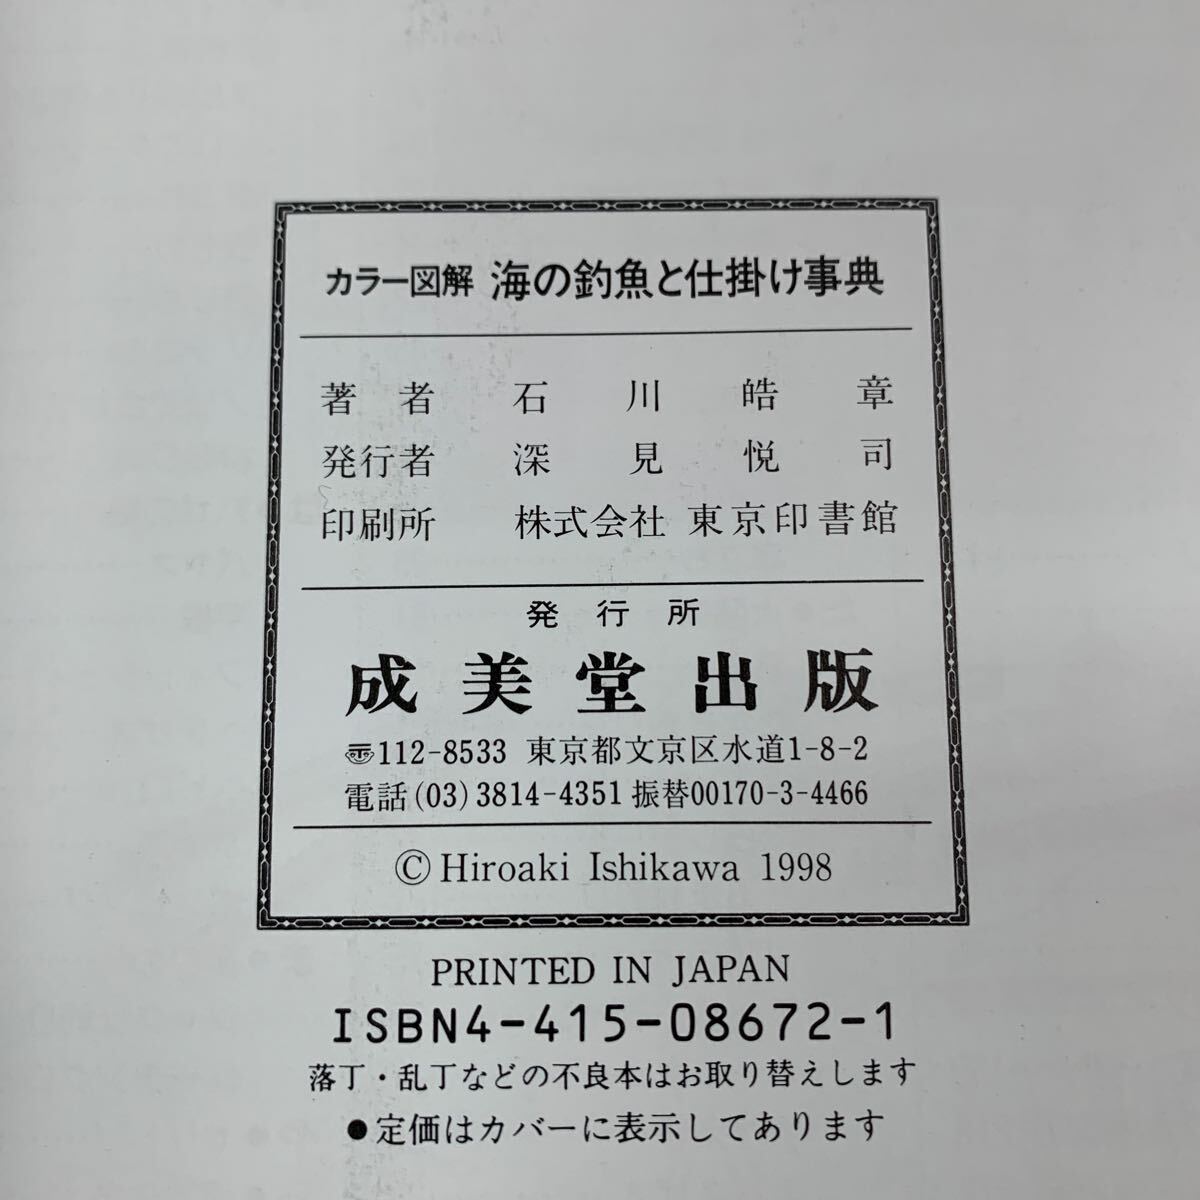 カラー図解 海の釣魚と仕掛け事典
著者 石川皓章
発行者 深見悦司
印刷所 株式会社 東京印書館
発行所
成美堂出版
〠112-8533 東京都文京区水道1-8-2
電話(03)3814-4351 振替00170-3-4466
©Hiroaki Ishikawa 1998
PRINTED IN JAPAN
ISBN4-415-08672-1
落丁・乱丁などの不良本はお取り替えします
●定価はカバーに表示してあります